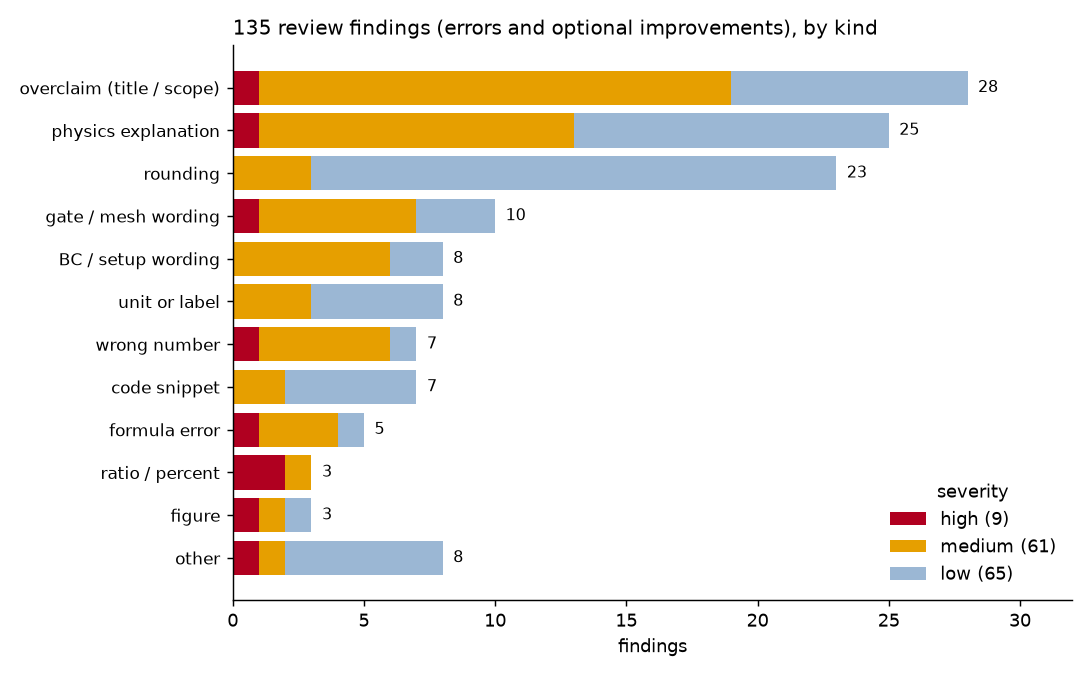 135 review findings (errors and optional improvements), by kind
overclaim (title / scope) 28
physics explanation 25
rounding 23
gate / mesh wording 10
BC / setup wording 8
unit or label 8
wrong number 7
code snippet 7
formula error 5
ratio / percent 3
figure 3
other 8
severity
high (9)
medium (61)
low (65)
0 5 10 15 20 25 30
findings